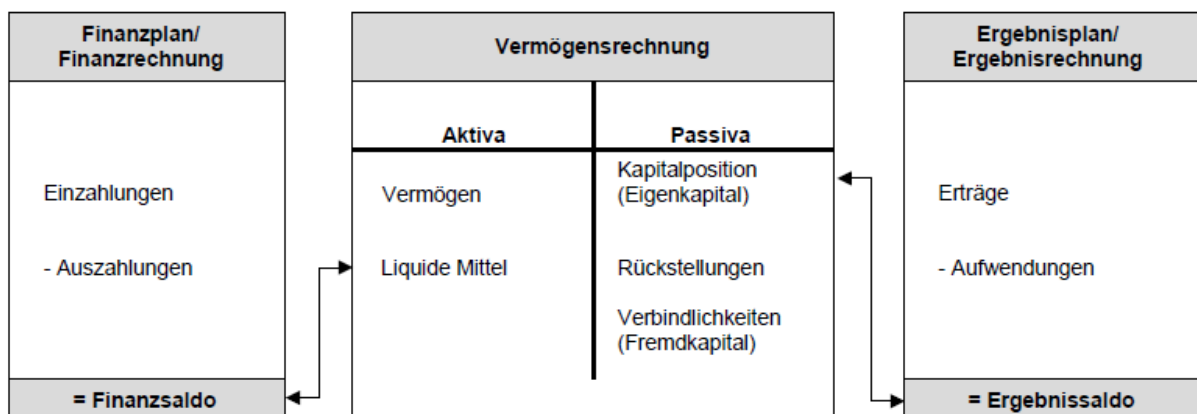 Finanzplan/
Finanzrechnung
Einzahlungen
- Auszahlungen
= Finanzsaldo
Vermögensrechnung
Aktiva
Passiva
Vermögen
Kapitalposition
(Eigenkapital)
Liquide Mittel
Rückstellungen
Verbindlichkeiten
(Fremdkapital)
Ergebnisplan/
Ergebnisrechnung
Erträge
- Aufwendungen
= Ergebnissaldo